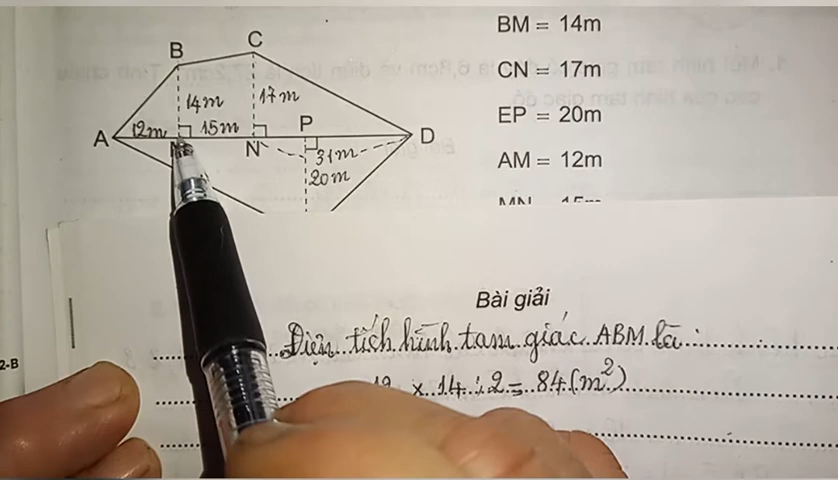 BM = 14m
C
B
CN = 17m
14m
17m
EP = 20m
P
A
12m
15m
D
N
31m
AM = 12m
20m
Bài giải
Diện tích hình tam giác ABM là:
x 14 : 2 = 84 (m²)
2-B